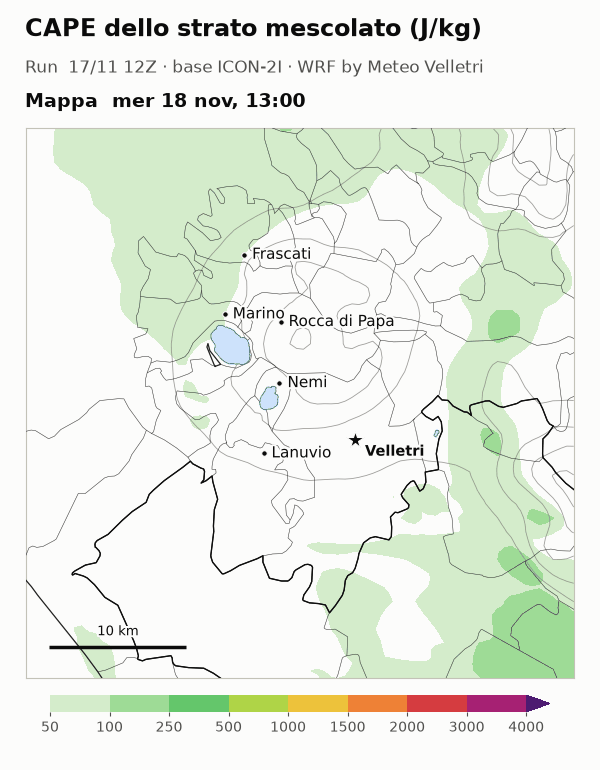 CAPE dello strato mescolato (J/kg)
Run  17/11 12Z · base ICON-2I · WRF by Meteo Velletri
Mappa  mer 18 nov, 13:00
Frascati
Marino
Rocca di Papa
Nemi
Velletri
Lanuvio
10 km
50 100 250 500 1000 1500 2000 3000 4000